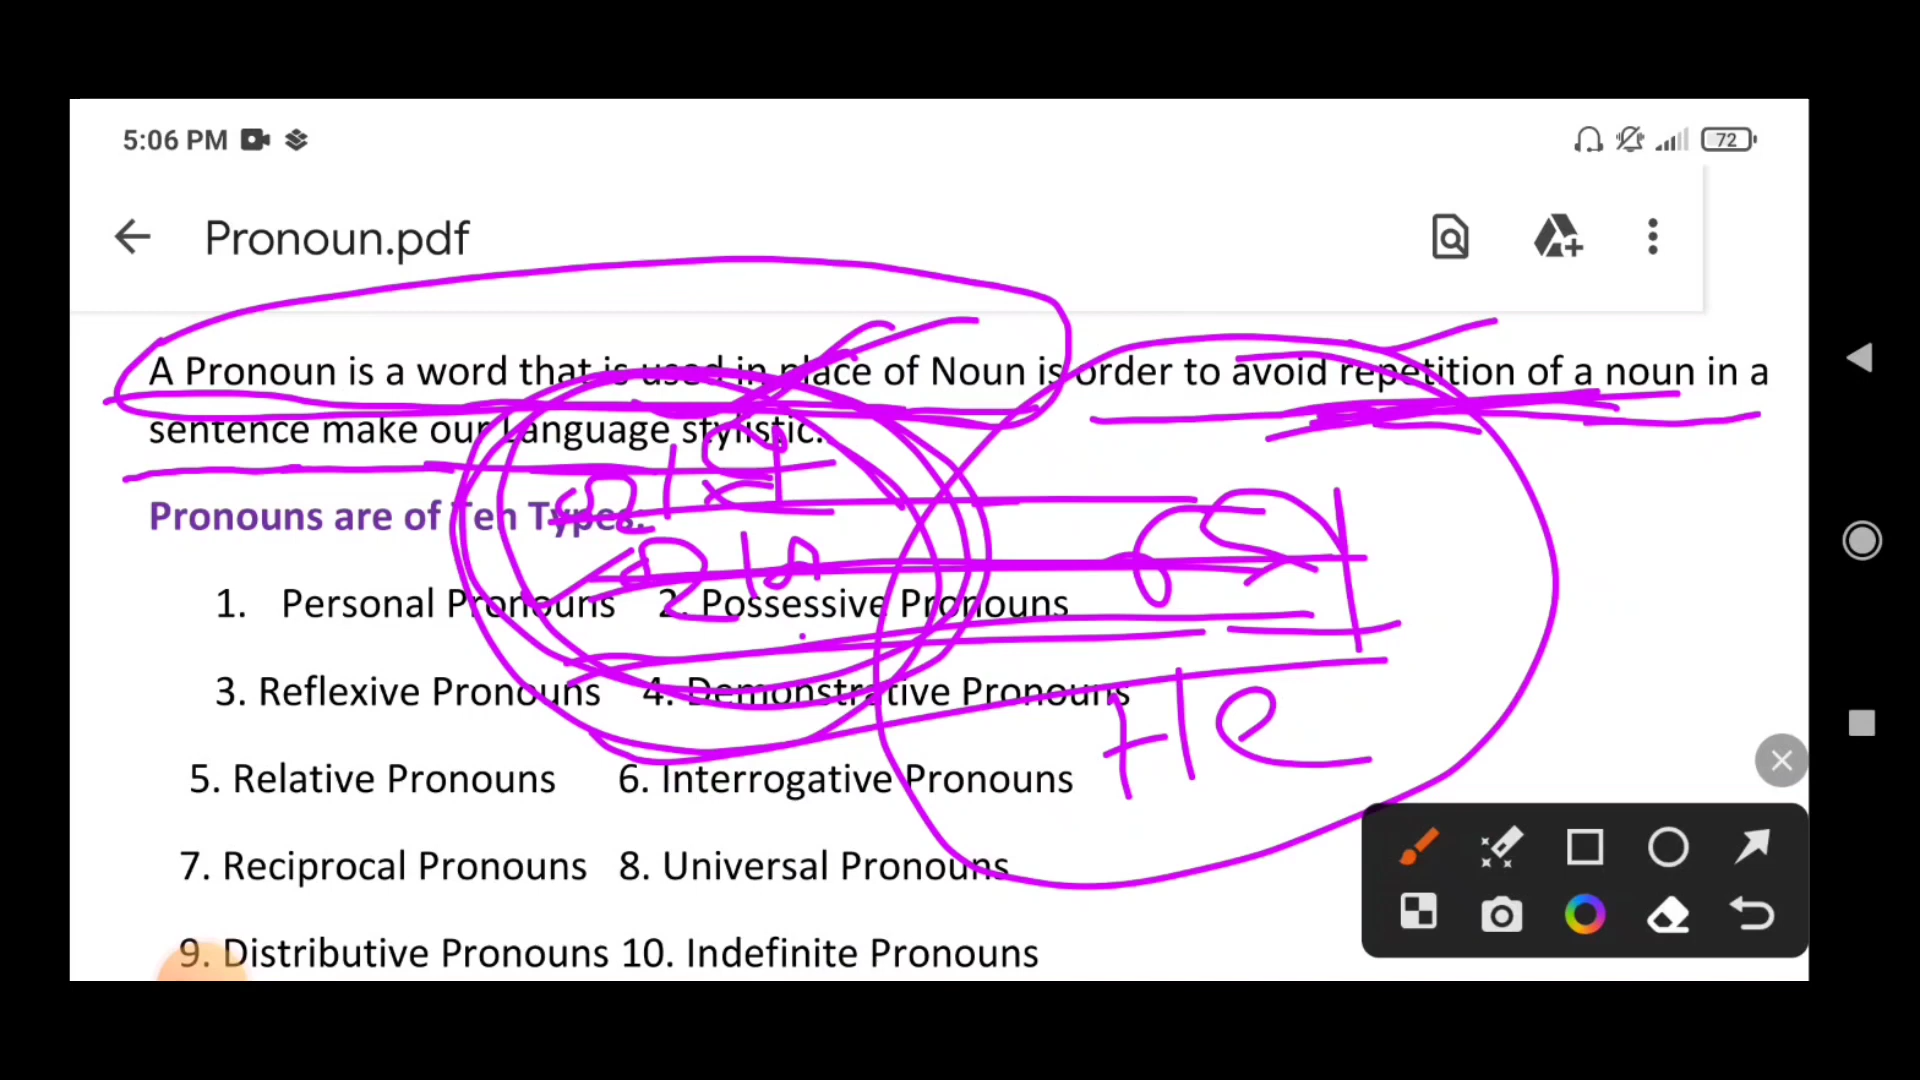 5:06 PM
72
Pronoun.pdf
A Pronoun is a word that is used in place of Noun is order to avoid repetition of a noun in a
sentence make our Language stylistic.
Pronouns are of Ten Types.
1. Personal Pronouns 2. Possessive Pronouns
3. Reflexive Pronouns 4. Demonstrative Pronouns
He
5. Relative Pronouns 6. Interrogative Pronouns
7. Reciprocal Pronouns 8. Universal Pronouns
9. Distributive Pronouns 10. Indefinite Pronouns